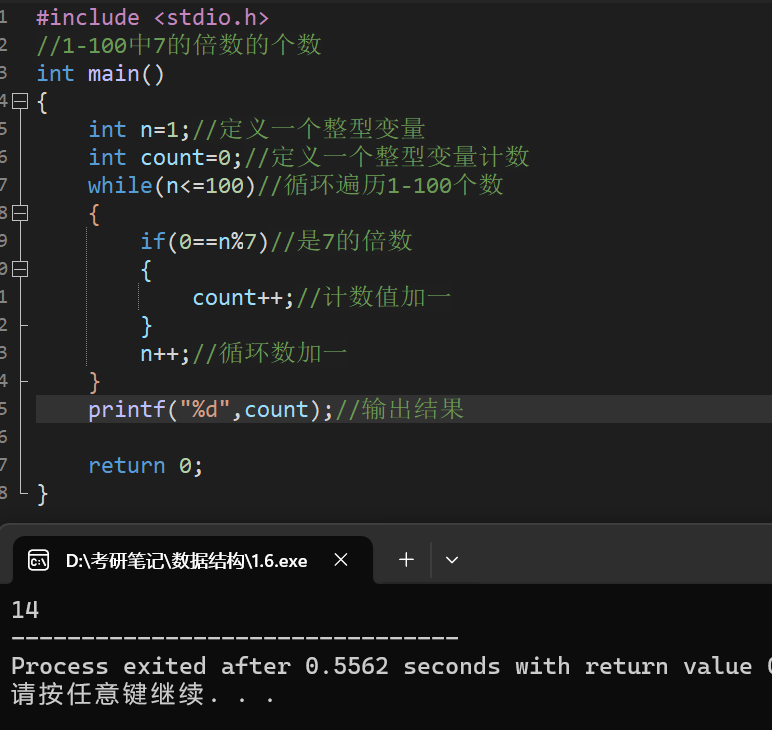 1 #include <stdio.h>
2 //1-100中7的倍数的个数
3 int main()
4 {
5 int n=1;//定义一个整型变量
6 int count=0;//定义一个整型变量计数
7 while(n<=100)//循环遍历1-100个数
8 {
9 if(0==n%7)//是7的倍数
0 {
1 count++;//计数值加一
2 }
3 n++;//循环数加一
4 }
5 printf("%d",count);//输出结果
6
7 return 0;
8 }
D:\考研笔记\数据结构\1.6.exe
14
--------------------------------
Process exited after 0.5562 seconds with return value 0
请按任意键继续. . .